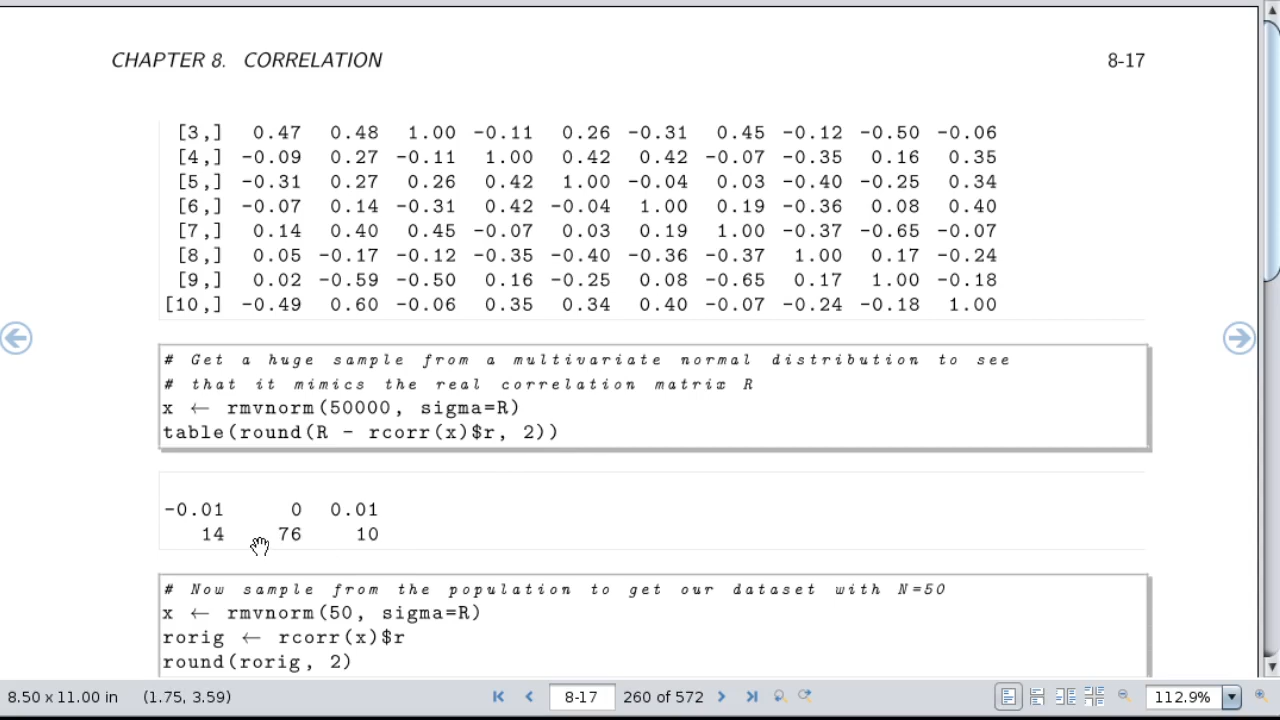 CHAPTER 8. CORRELATION 8-17
[3,] 0.47 0.48 1.00 -0.11 0.26 -0.31 0.45 -0.12 -0.50 -0.06
[4,] -0.09 0.27 -0.11 1.00 0.42 0.42 -0.07 -0.35 0.16 0.35
[5,] -0.31 0.27 0.26 0.42 1.00 -0.04 0.03 -0.40 -0.25 0.34
[6,] -0.07 0.14 -0.31 0.42 -0.04 1.00 0.19 -0.36 0.08 0.40
[7,] 0.14 0.40 0.45 -0.07 0.03 0.19 1.00 -0.37 -0.65 -0.07
[8,] 0.05 -0.17 -0.12 -0.35 -0.40 -0.36 -0.37 1.00 0.17 -0.24
[9,] 0.02 -0.59 -0.50 0.16 -0.25 0.08 -0.65 0.17 1.00 -0.18
[10,] -0.49 0.60 -0.06 0.35 0.34 0.40 -0.07 -0.24 -0.18 1.00
# Get a huge sample from a multivariate normal distribution to see
# that it mimics the real correlation matrix R
x ← rmvnorm(50000, sigma=R)
table(round(R - rcorr(x)$r, 2))
-0.01 0 0.01
14 76 10
# Now sample from the population to get our dataset with N=50
x ← rmvnorm(50, sigma=R)
rorig ← rcorr(x)$r
round(rorig, 2)
8.50 x 11.00 in (1.75, 3.59) 8-17 260 of 572 112.9%